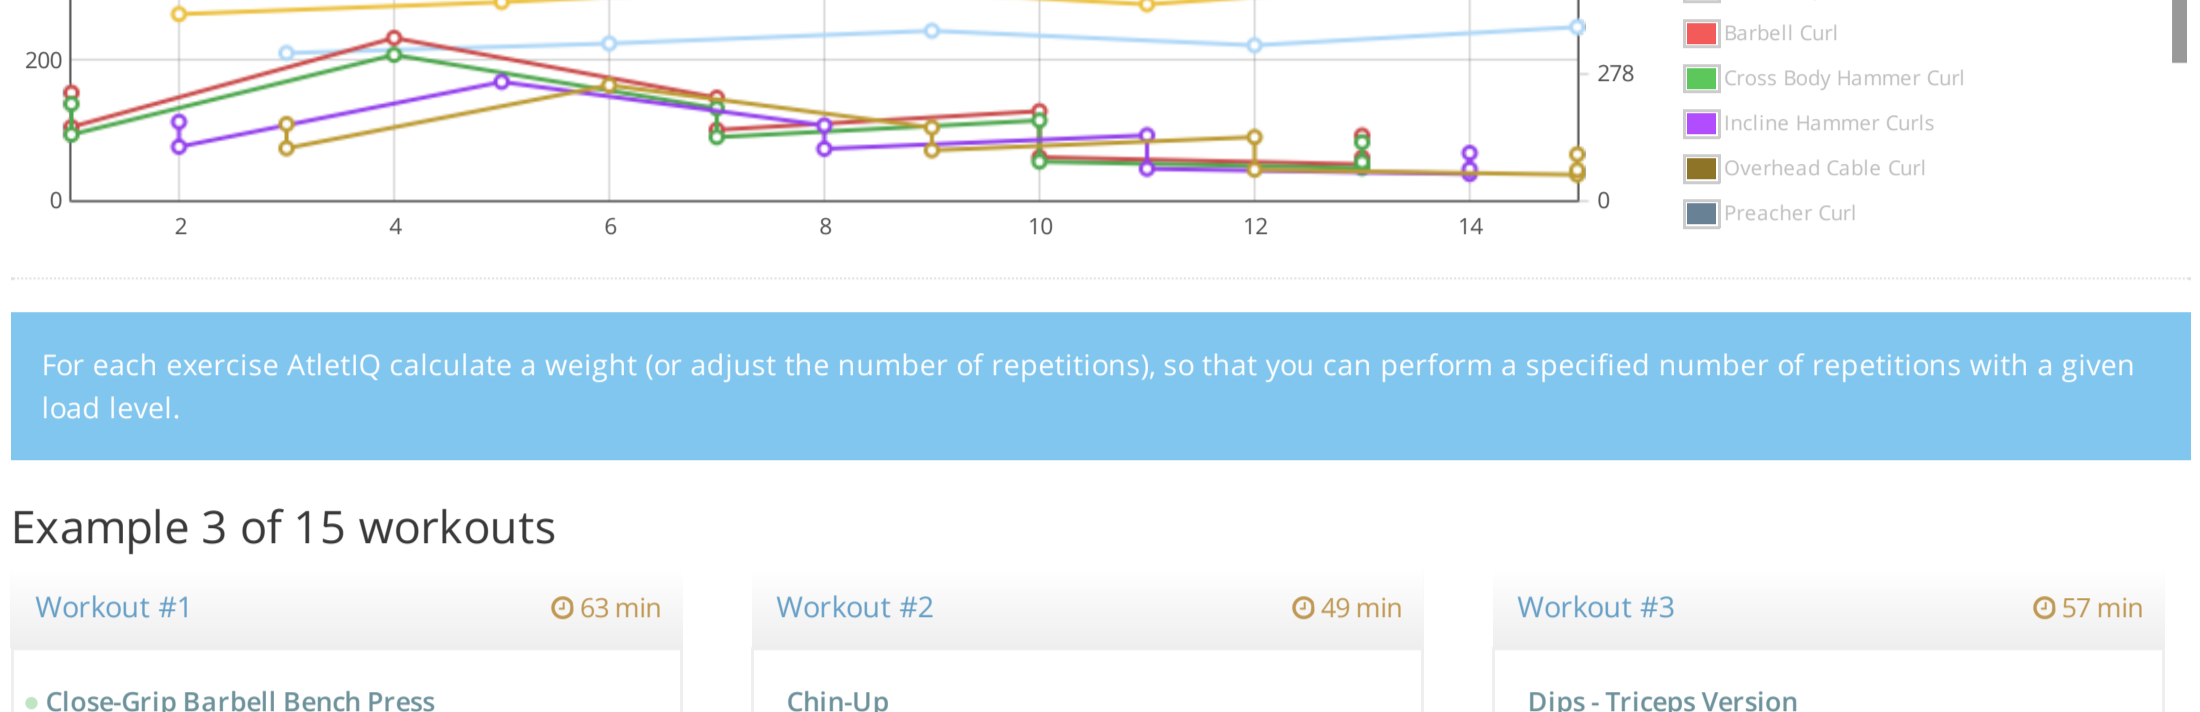 Barbell Curl
200
278
Cross Body Hammer Curl
Incline Hammer Curls
Overhead Cable Curl
0
0
Preacher Curl
2 4 6 8 10 12 14
For each exercise AtletIQ calculate a weight (or adjust the number of repetitions), so that you can perform a specified number of repetitions with a given
load level.
Example 3 of 15 workouts
Workout #1 63 min
Workout #2 49 min
Workout #3 57 min
Close-Grip Barbell Bench Press
Chin-Up
Dips - Triceps Version